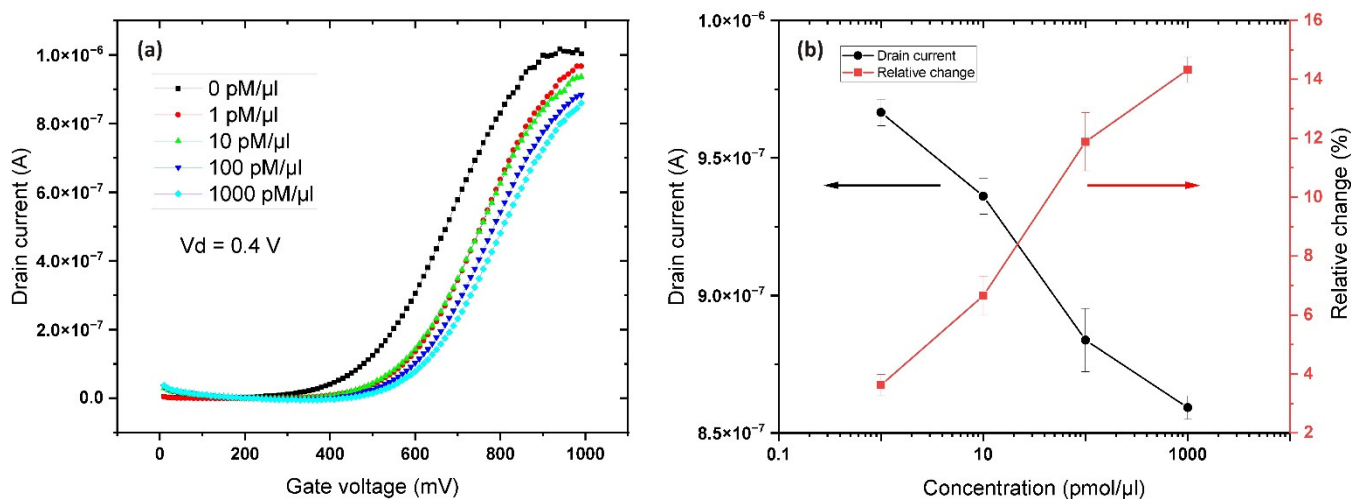 (a)
0 pM/µl
1 pM/µl
10 pM/µl
100 pM/µl
1000 pM/µl
Vd = 0.4 V
Drain current (A)
1.0×10⁻⁶
8.0×10⁻⁷
6.0×10⁻⁷
4.0×10⁻⁷
2.0×10⁻⁷
0.0
0 200 400 600 800 1000
Gate voltage (mV)
(b)
Drain current
Relative change
Drain current (A)
1.0×10⁻⁶
9.5×10⁻⁷
9.0×10⁻⁷
8.5×10⁻⁷
0.1 10 1000
Concentration (pmol/µl)
16
14
12
10
8
6
4
2
Relative change (%)